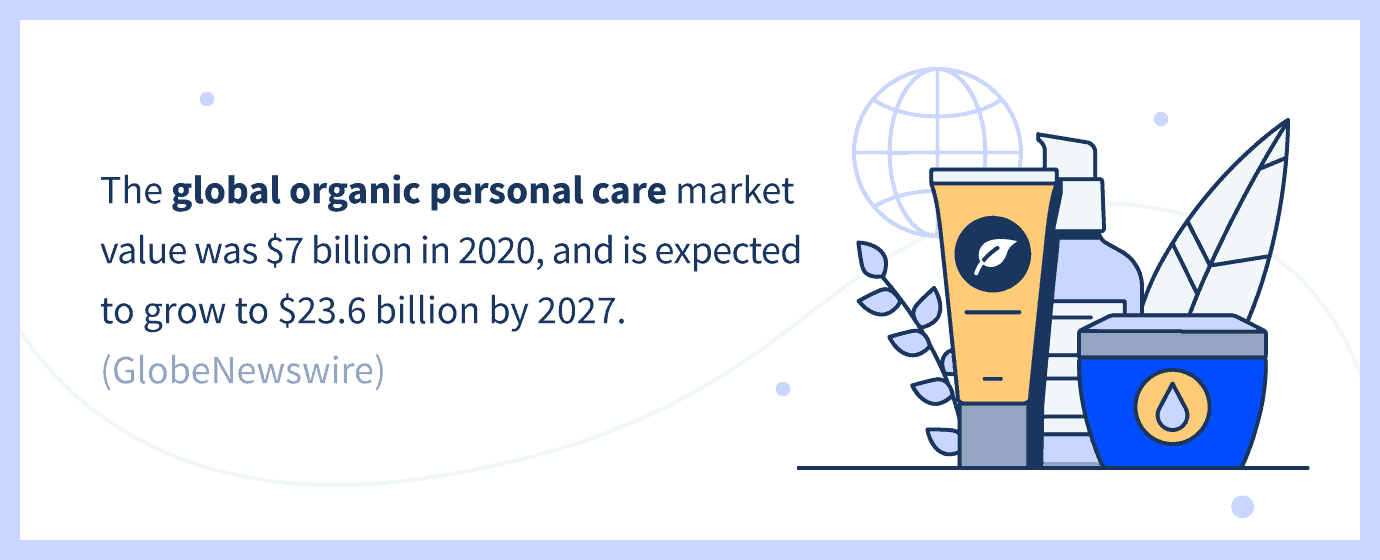 The global organic personal care market
value was $7 billion in 2020, and is expected
to grow to $23.6 billion by 2027.
(GlobeNewswire)